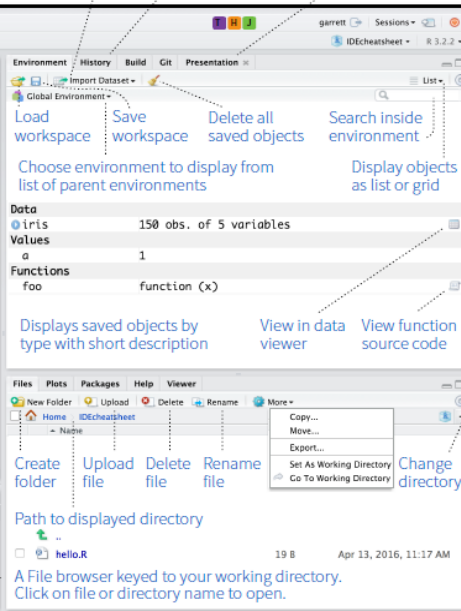 T H J garrett Sessions
IDEcheatsheet R 3.2.2
Environment History Build Git Presentation
Import Dataset List
Global Environment
Load workspace
Save workspace
Delete all saved objects
Search inside environment
Choose environment to display from list of parent environments
Display objects as list or grid
Data
iris 150 obs. of 5 variables
Values
a 1
Functions
foo function (x)
Displays saved objects by type with short description
View in data viewer
View function source code
Files Plots Packages Help Viewer
New Folder Upload Delete Rename More
Home IDEcheatsheet
Name
Copy...
Move...
Export...
Set As Working Directory
Go To Working Directory
Create folder
Upload file
Delete file
Rename file
Change directory
Path to displayed directory
..
hello.R 19 B Apr 13, 2016, 11:17 AM
A File browser keyed to your working directory.
Click on file or directory name to open.